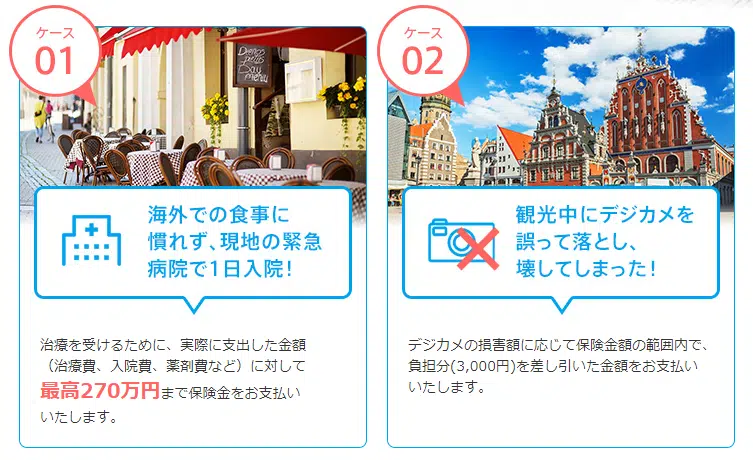 ケース
01
海外での食事に
慣れず、現地の緊急
病院で1日入院！
治療を受けるために、実際に支出した金額
（治療費、入院費、薬剤費など）に対して
最高270万円まで保険金をお支払い
いたします。
ケース
02
観光中にデジカメを
誤って落とし、
壊してしまった！
デジカメの損害額に応じて保険金額の範囲内で、
負担分(3,000円)を差し引いた金額をお支払い
いたします。